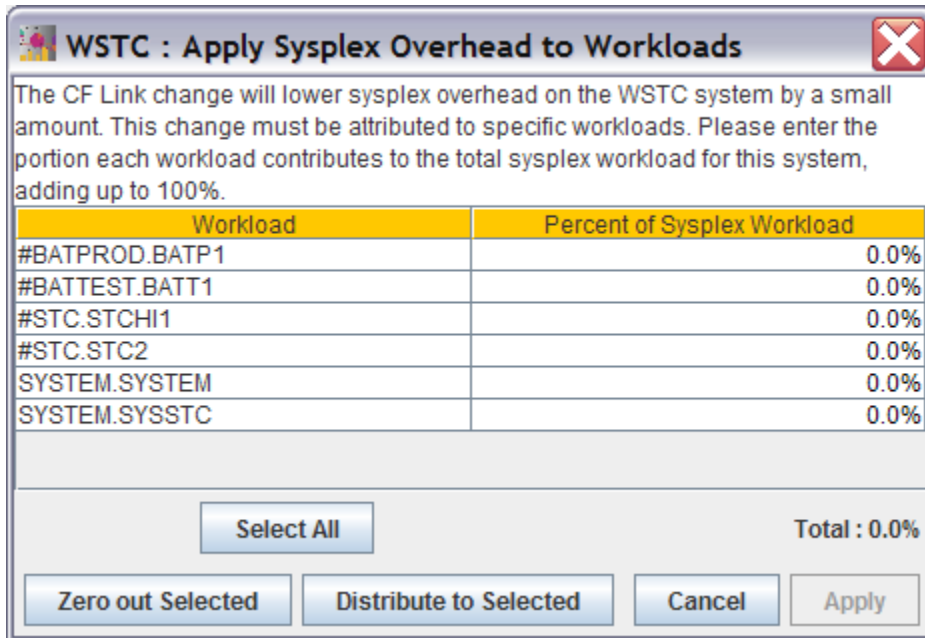 WSTC : Apply Sysplex Overhead to Workloads
The CF Link change will lower sysplex overhead on the WSTC system by a small
amount. This change must be attributed to specific workloads. Please enter the
portion each workload contributes to the total sysplex workload for this system,
adding up to 100%.
Workload Percent of Sysplex Workload
#BATPROD.BATP1 0.0%
#BATTEST.BATT1 0.0%
#STC.STCHI1 0.0%
#STC.STC2 0.0%
SYSTEM.SYSTEM 0.0%
SYSTEM.SYSSTC 0.0%
Select All Total : 0.0%
Zero out Selected Distribute to Selected Cancel Apply